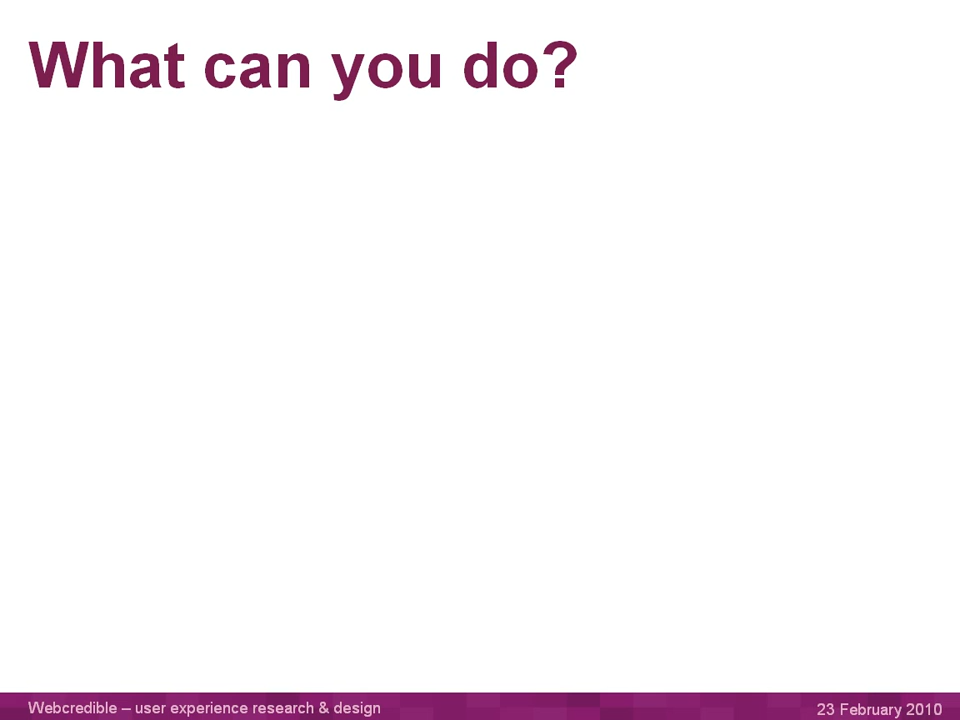 What can you do?
Webcredible – user experience research & design
23 February 2010